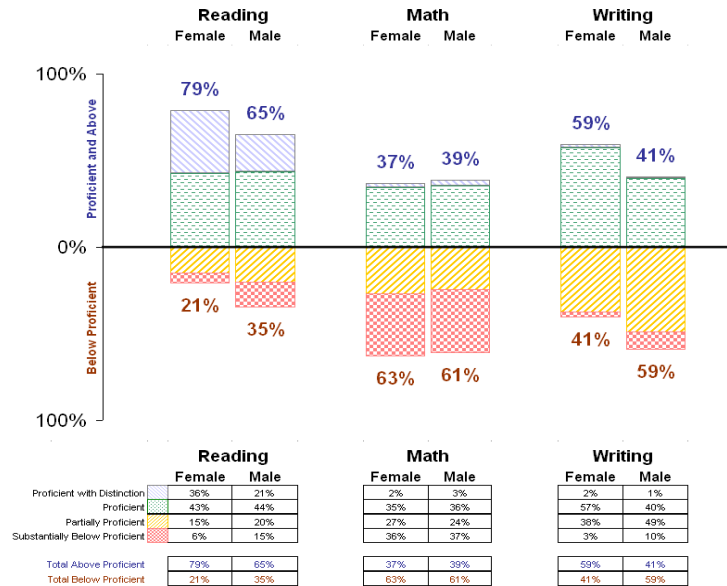 Reading Math Writing
Female Male Female Male Female Male
100%
79%
65%
59%
37% 39%
41%
Proficient and Above
0%
Below Proficient
21%
35%
41%
63% 61%
59%
100%
Reading Math Writing
Female Male Female Male Female Male
Proficient with Distinction 36% 21% 2% 3% 2% 1%
Proficient 43% 44% 35% 36% 57% 40%
Partially Proficient 15% 20% 27% 24% 38% 49%
Substantially Below Proficient 6% 15% 36% 37% 3% 10%
Total Above Proficient 79% 65% 37% 39% 59% 41%
Total Below Proficient 21% 35% 63% 61% 41% 59%